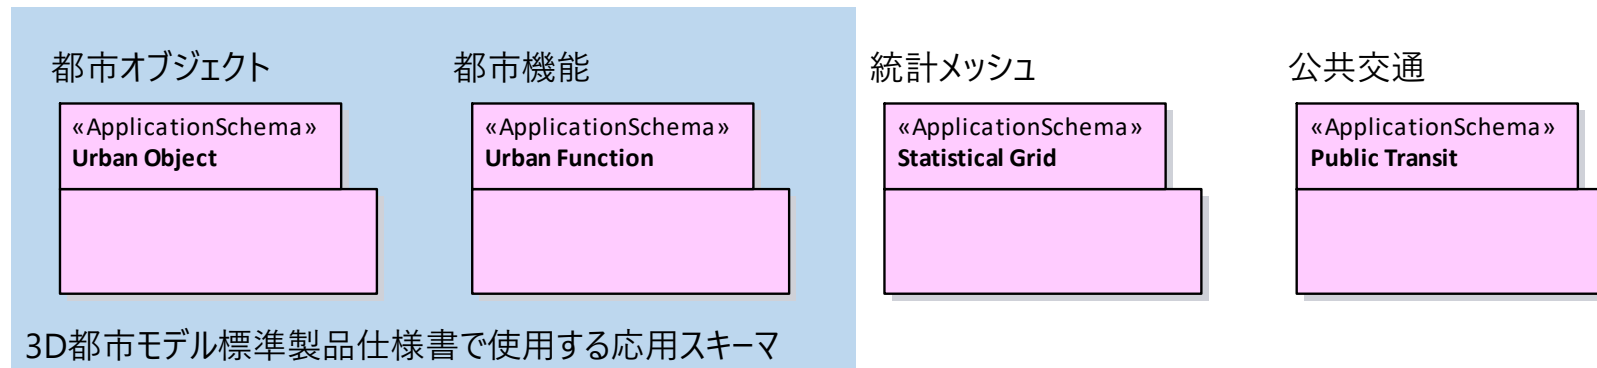 都市オブジェクト
都市機能
統計メッシュ
公共交通
«ApplicationSchema»
Urban Object
«ApplicationSchema»
Urban Function
«ApplicationSchema»
Statistical Grid
«ApplicationSchema»
Public Transit
3D都市モデル標準製品仕様書で使用する応用スキーマ